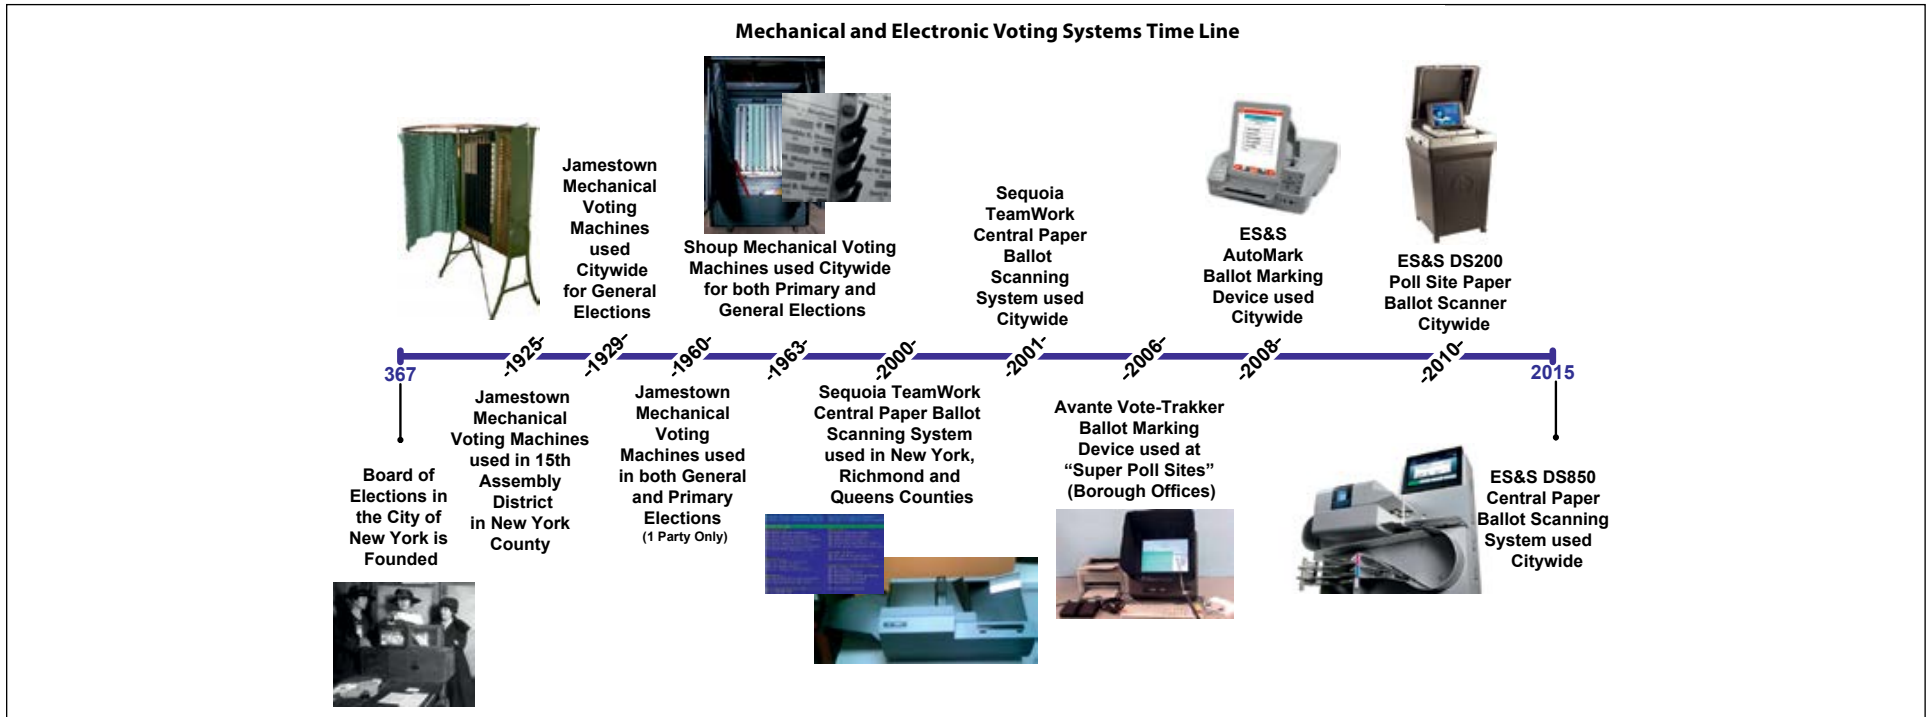 Mechanical and Electronic Voting Systems Time Line
Jamestown
Mechanical
Voting
Machines
used
Citywide
for General
Elections
Shoup Mechanical Voting
Machines used Citywide
for both Primary and
General Elections
Sequoia
TeamWork
Central Paper
Ballot
Scanning
System used
Citywide
ES&S
AutoMark
Ballot Marking
Device used
Citywide
ES&S DS200
Poll Site Paper
Ballot Scanner
Citywide
367
-1925-
-1929-
-1960-
-1963-
-2000-
-2001-
-2006-
-2008-
-2010-
2015
Board of
Elections in
the City of
New York is
Founded
Jamestown
Mechanical
Voting Machines
used in 15th
Assembly
District
in New York
County
Jamestown
Mechanical
Voting
Machines used
in both General
and Primary
Elections
(1 Party Only)
Sequoia TeamWork
Central Paper Ballot
Scanning System
used in New York,
Richmond and
Queens Counties
Avante Vote-Trakker
Ballot Marking
Device used at
“Super Poll Sites”
(Borough Offices)
ES&S DS850
Central Paper
Ballot Scanning
System used
Citywide